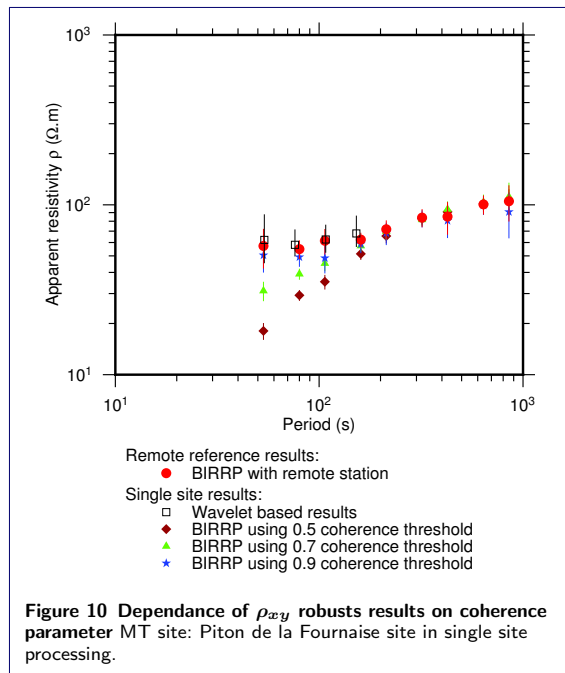 10³
Apparent resistivity ρ (Ω.m)
10²
10¹
10¹ 10² 10³
Period (s)
Remote reference results:
BIRRP with remote station
Single site results:
Wavelet based results
BIRRP using 0.5 coherence threshold
BIRRP using 0.7 coherence threshold
BIRRP using 0.9 coherence threshold
Figure 10 Dependance of ρxy robusts results on coherence
parameter MT site: Piton de la Fournaise site in single site
processing.